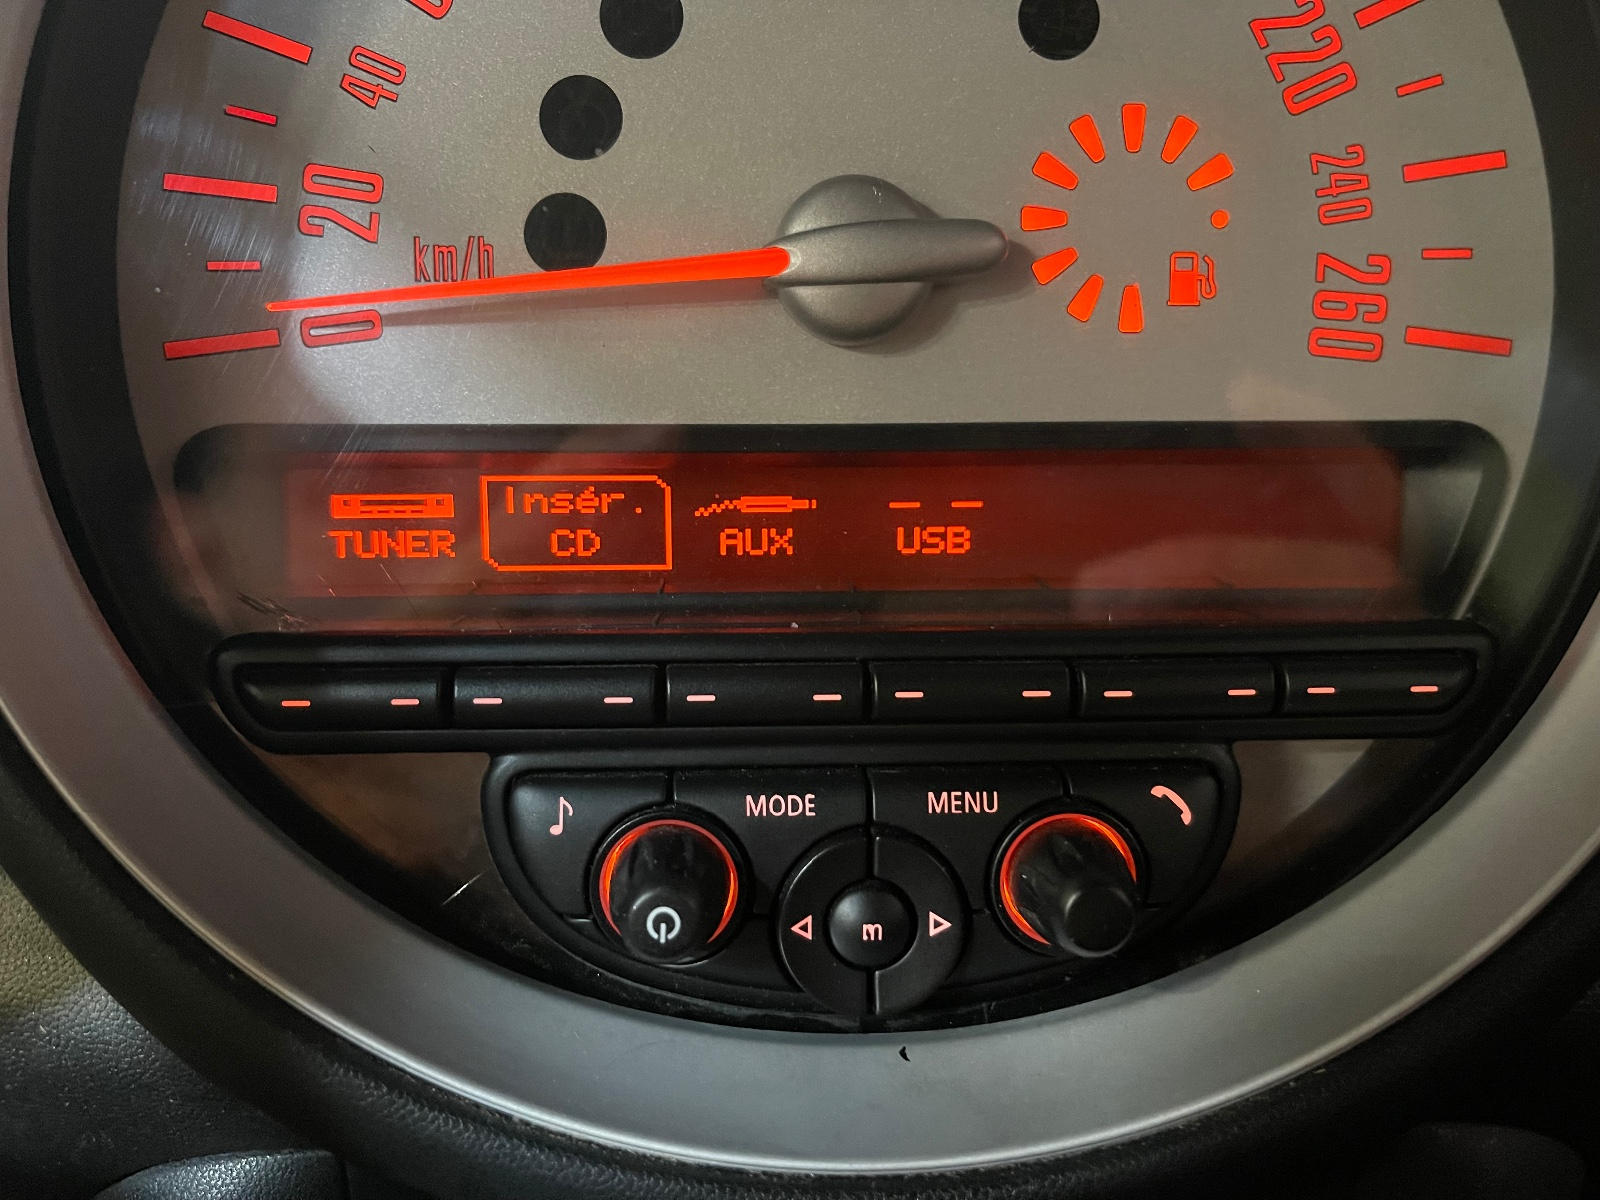 40
20
km/h
0
220
240
260
Insér.
TUNER
CD
AUX
USB
MODE
MENU
m